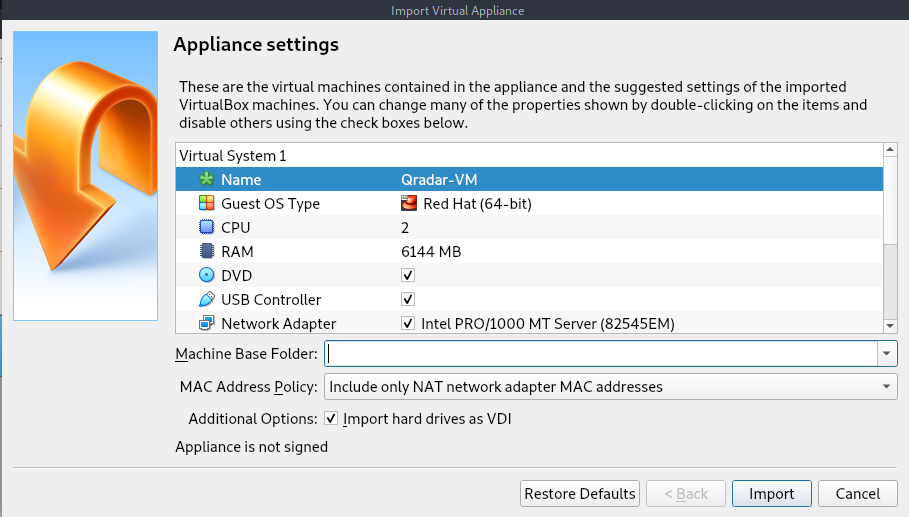 Import Virtual Appliance
Appliance settings
These are the virtual machines contained in the appliance and the suggested settings of the imported
VirtualBox machines. You can change many of the properties shown by double-clicking on the items and
disable others using the check boxes below.
Virtual System 1
Name Qradar-VM
Guest OS Type Red Hat (64-bit)
CPU 2
RAM 6144 MB
DVD
USB Controller
Network Adapter Intel PRO/1000 MT Server (82545EM)
Machine Base Folder:
MAC Address Policy: Include only NAT network adapter MAC addresses
Additional Options: Import hard drives as VDI
Appliance is not signed
Restore Defaults < Back Import Cancel